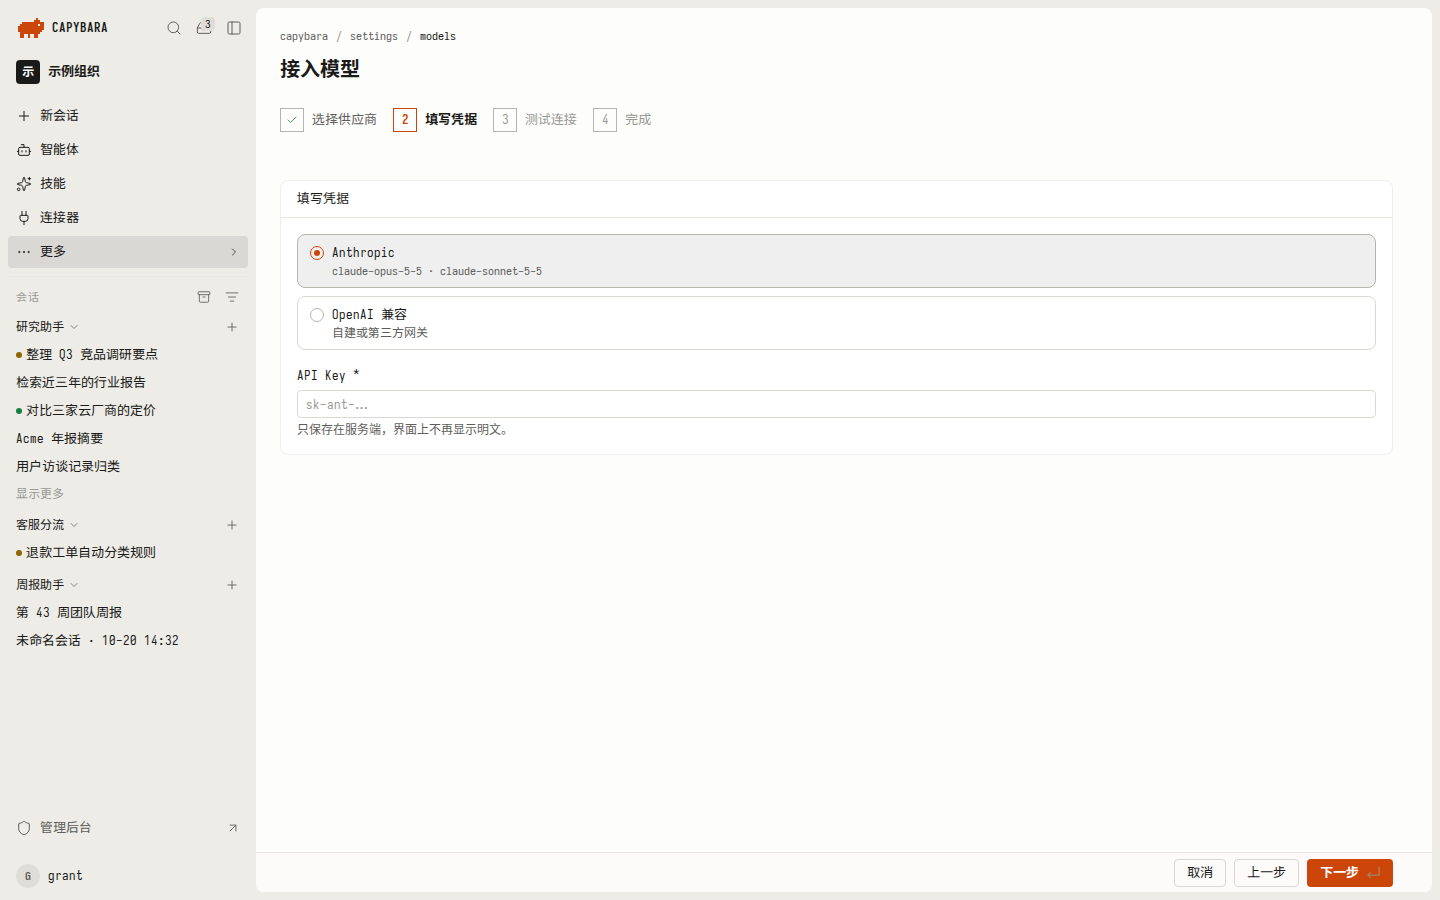 CAPYBARA
3
示 示例组织
新会话
智能体
技能
连接器
更多
会话
研究助手
整理 Q3 竞品调研要点
检索近三年的行业报告
对比三家云厂商的定价
Acme 年报摘要
用户访谈记录归类
显示更多
客服分流
退款工单自动分类规则
周报助手
第 43 周团队周报
未命名会话 · 10-20 14:32
管理后台
G grant
capybara / settings / models
接入模型
选择供应商 2 填写凭据 3 测试连接 4 完成
填写凭据
Anthropic
claude-opus-5-5 · claude-sonnet-5-5
OpenAI 兼容
自建或第三方网关
API Key *
sk-ant-...
只保存在服务端，界面上不再显示明文。
取消 上一步 下一步